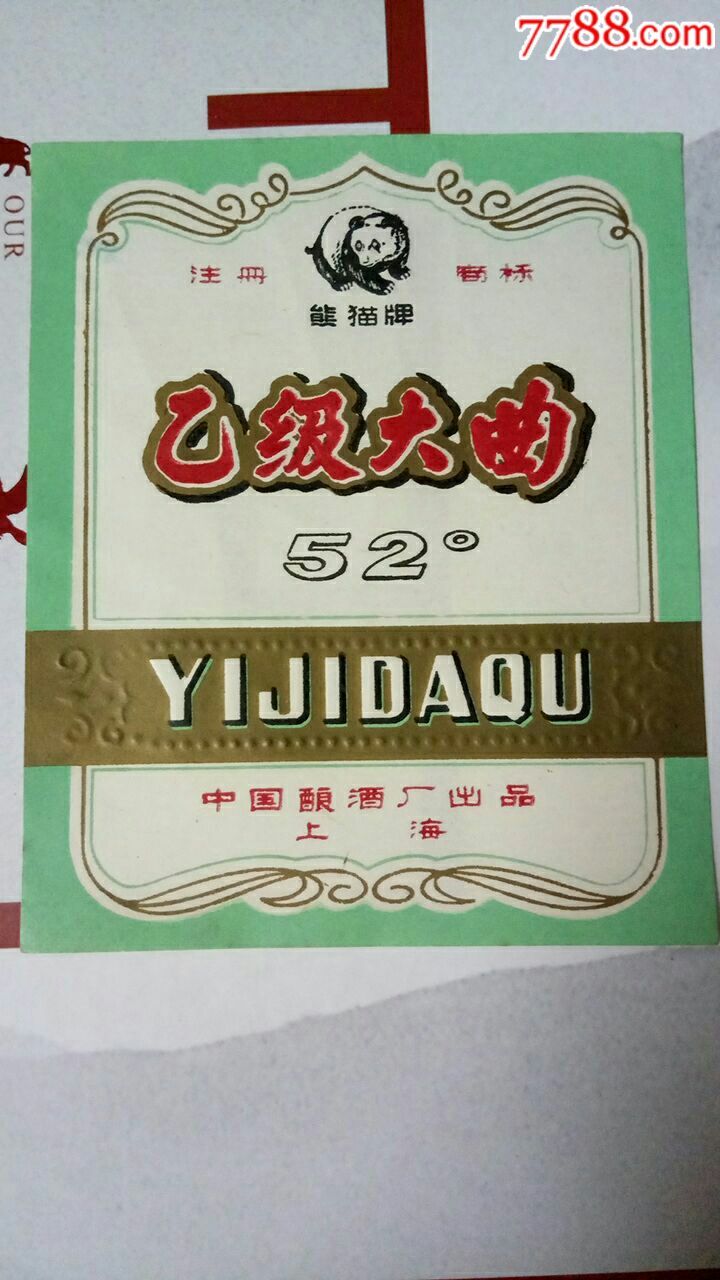 7788.com
OUR
注册 商标
熊猫牌
乙级大曲
52°
YIJIDAQU
中国酿酒厂出品
上海